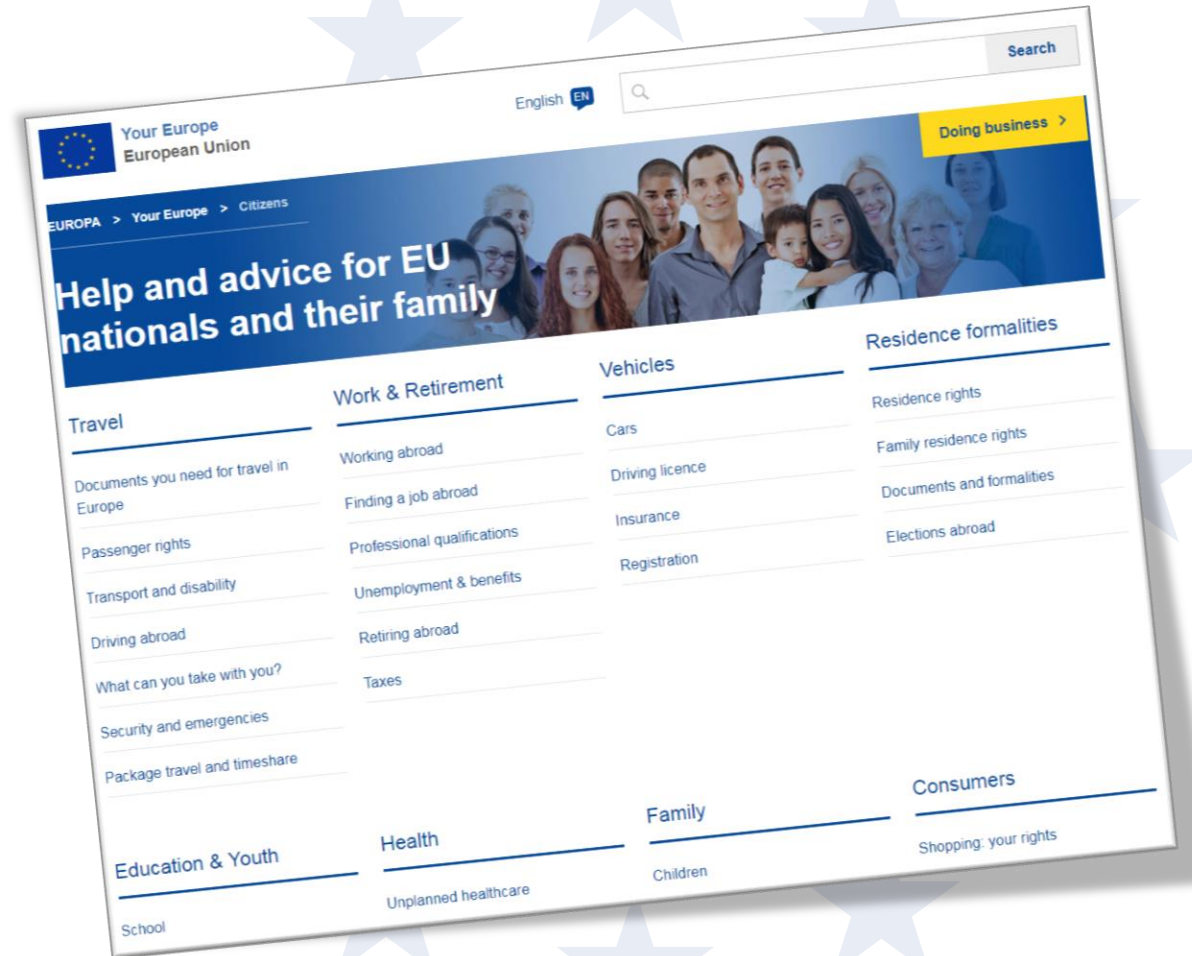 Your Europe
European Union
English EN
Search
Doing business >
EUROPA > Your Europe > Citizens
Help and advice for EU
nationals and their family
Travel
Documents you need for travel in
Europe
Passenger rights
Transport and disability
Driving abroad
What can you take with you?
Security and emergencies
Package travel and timeshare
Work & Retirement
Working abroad
Finding a job abroad
Professional qualifications
Unemployment & benefits
Retiring abroad
Taxes
Vehicles
Cars
Driving licence
Insurance
Registration
Residence formalities
Residence rights
Family residence rights
Documents and formalities
Elections abroad
Education & Youth
School
Health
Unplanned healthcare
Family
Children
Consumers
Shopping: your rights